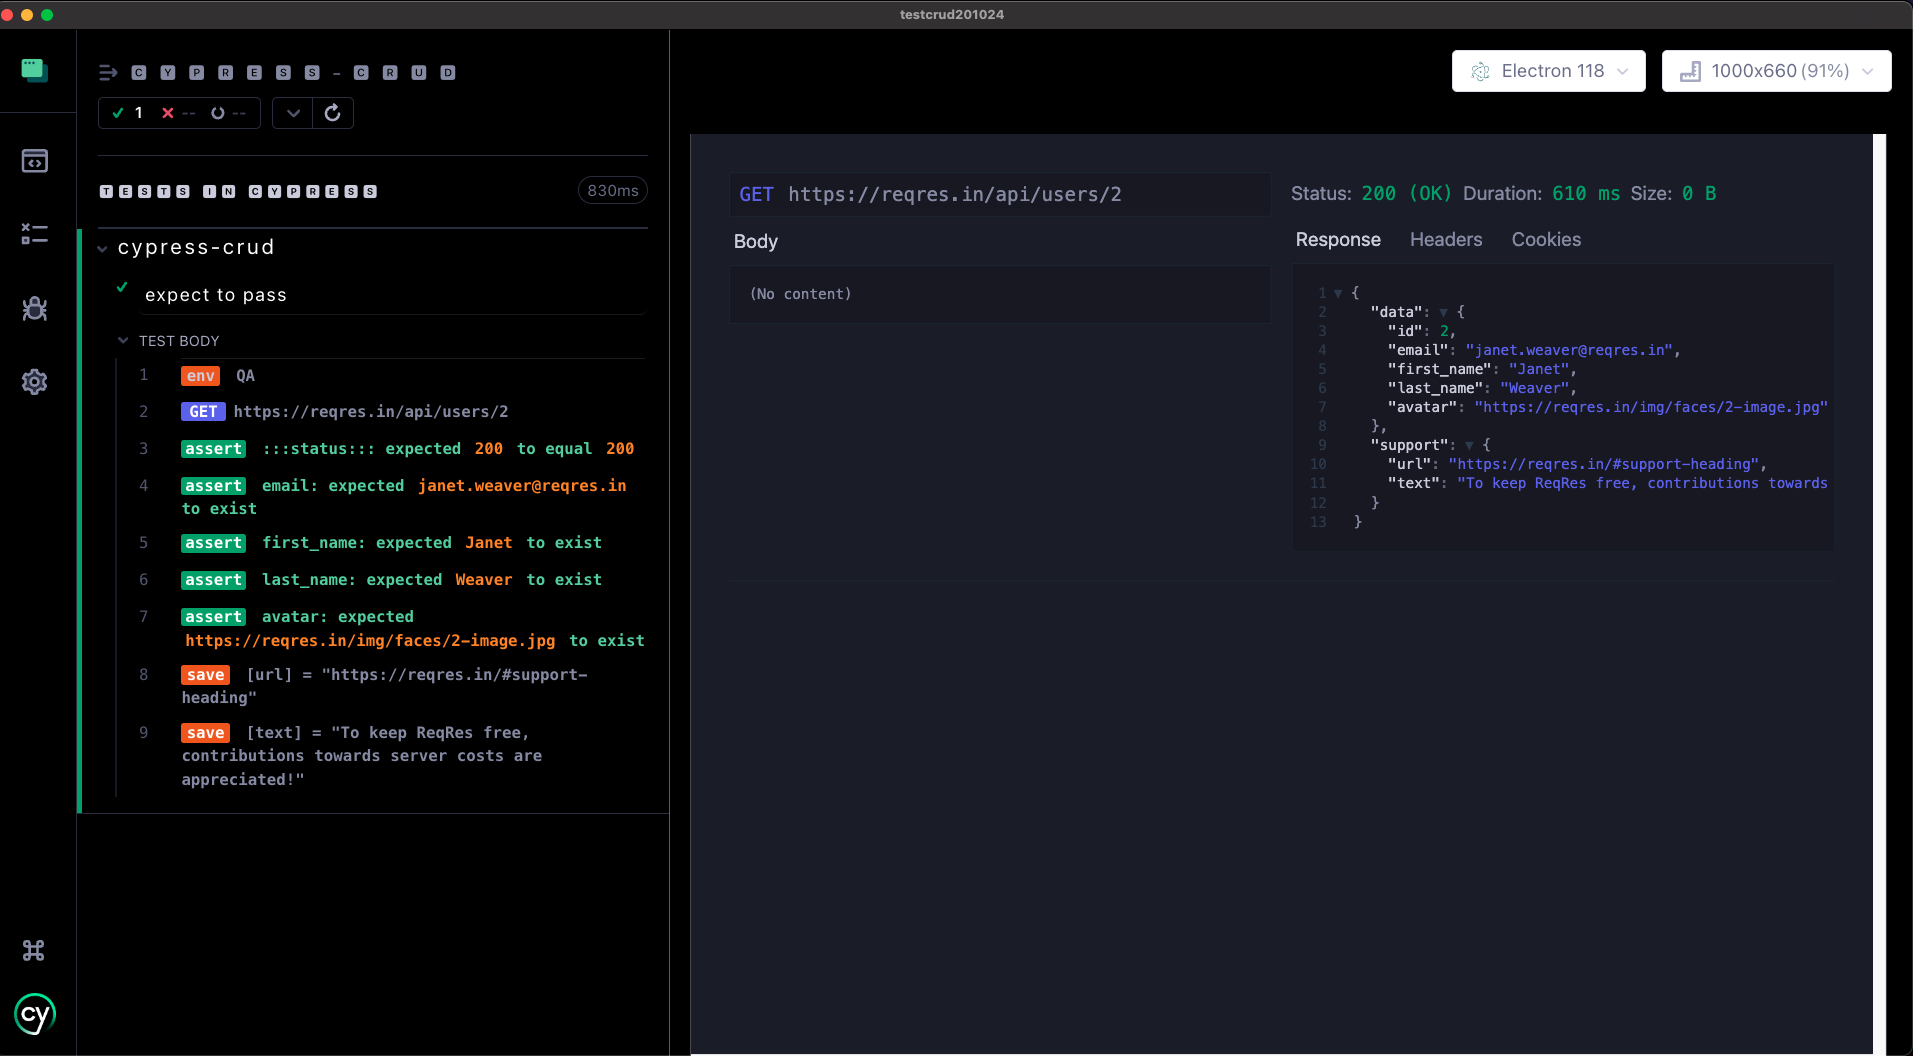 testcrud201024
CYPRESS-CRUD
1 -- --
TESTS IN CYPRESS 830ms
cypress-crud
expect to pass
TEST BODY
1 env QA
2 GET https://reqres.in/api/users/2
3 assert :::status::: expected 200 to equal 200
4 assert email: expected janet.weaver@reqres.in
to exist
5 assert first_name: expected Janet to exist
6 assert last_name: expected Weaver to exist
7 assert avatar: expected
https://reqres.in/img/faces/2-image.jpg to exist
8 save [url] = "https://reqres.in/#support-
heading"
9 save [text] = "To keep ReqRes free,
contributions towards server costs are
appreciated!"
cy
Electron 118
1000x660 (91%)
GET https://reqres.in/api/users/2
Body
(No content)
Status: 200 (OK) Duration: 610 ms Size: 0 B
Response Headers Cookies
1 {
2 "data": {
3 "id": 2,
4 "email": "janet.weaver@reqres.in",
5 "first_name": "Janet",
6 "last_name": "Weaver",
7 "avatar": "https://reqres.in/img/faces/2-image.jpg"
8 },
9 "support": {
10 "url": "https://reqres.in/#support-heading",
11 "text": "To keep ReqRes free, contributions towards
12 }
13 }